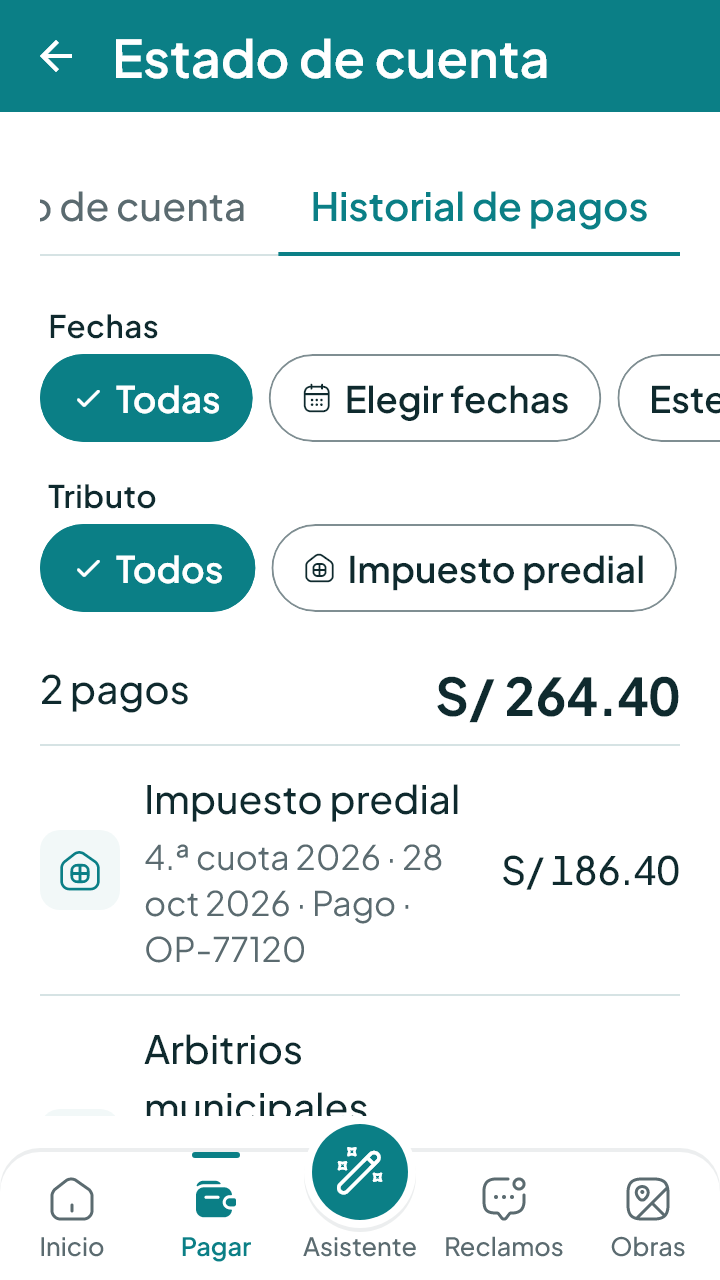 Estado de cuenta
o de cuenta
Historial de pagos
Fechas
Todas
Elegir fechas
Este
Tributo
Todos
Impuesto predial
2 pagos
S/ 264.40
Impuesto predial
4.ª cuota 2026 · 28
oct 2026 · Pago ·
OP-77120
S/ 186.40
Arbitrios
municipales
Inicio
Pagar
Asistente
Reclamos
Obras